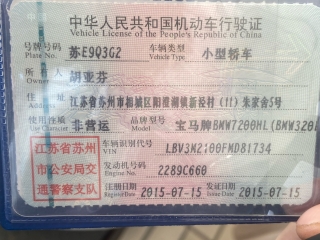 中华人民共和国机动车行驶证
Vehicle License of the People's Republic of China
号牌号码 苏E9Q3G2 车辆类型 小型轿车
Plate No. Vehicle Type
所有人 胡亚芬
Owner
住址 江苏省苏州市相城区阳澄湖镇新泾村(11)朱家舍5号
Address
使用性质 非营运 品牌型号 宝马牌BMW7200HL(BMW320
Use Character Model
江苏省苏州
市公安局交
通警察支队
车辆识别代号 LBV3M2100FMD81734
VIN
发动机号码 2289C660
Engine No.
注册日期 2015-07-15 发证日期 2015-07-15
Register Date Issue Date